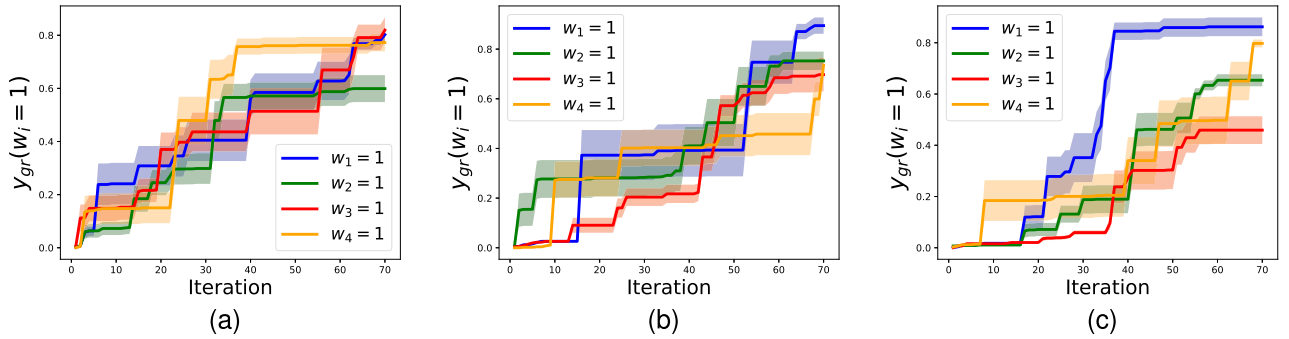 y_gr(w_i = 1)
0.8
0.6
0.4
0.2
0.0
w_1 = 1
w_2 = 1
w_3 = 1
w_4 = 1
0 10 20 30 40 50 60 70
Iteration
(a)
y_gr(w_i = 1)
0.8
0.6
0.4
0.2
0.0
w_1 = 1
w_2 = 1
w_3 = 1
w_4 = 1
0 10 20 30 40 50 60 70
Iteration
(b)
y_gr(w_i = 1)
1.0
0.8
0.6
0.4
0.2
0.0
w_1 = 1
w_2 = 1
w_3 = 1
w_4 = 1
0 10 20 30 40 50 60 70
Iteration
(c)